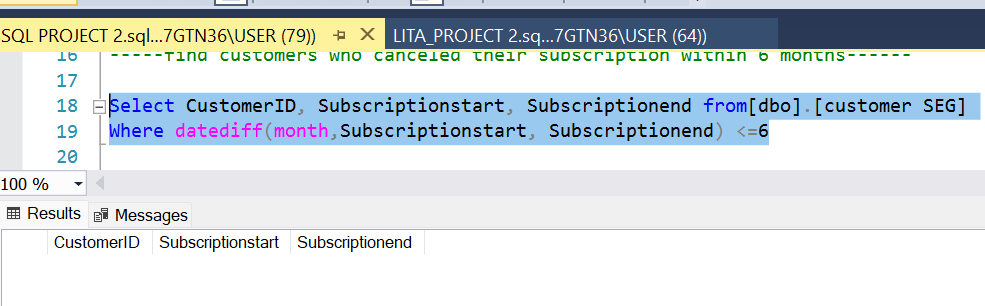 SQL PROJECT 2.sql...7GTN36\USER (79)) LITA_PROJECT 2.sq...7GTN36\USER (64))
16 -----find customers who canceled their subscription within 6 months------
17
18 Select CustomerID, Subscriptionstart, Subscriptionend from[dbo].[customer SEG]
19 Where datediff(month,Subscriptionstart, Subscriptionend) <=6
20
100 %
Results Messages
CustomerID Subscriptionstart Subscriptionend